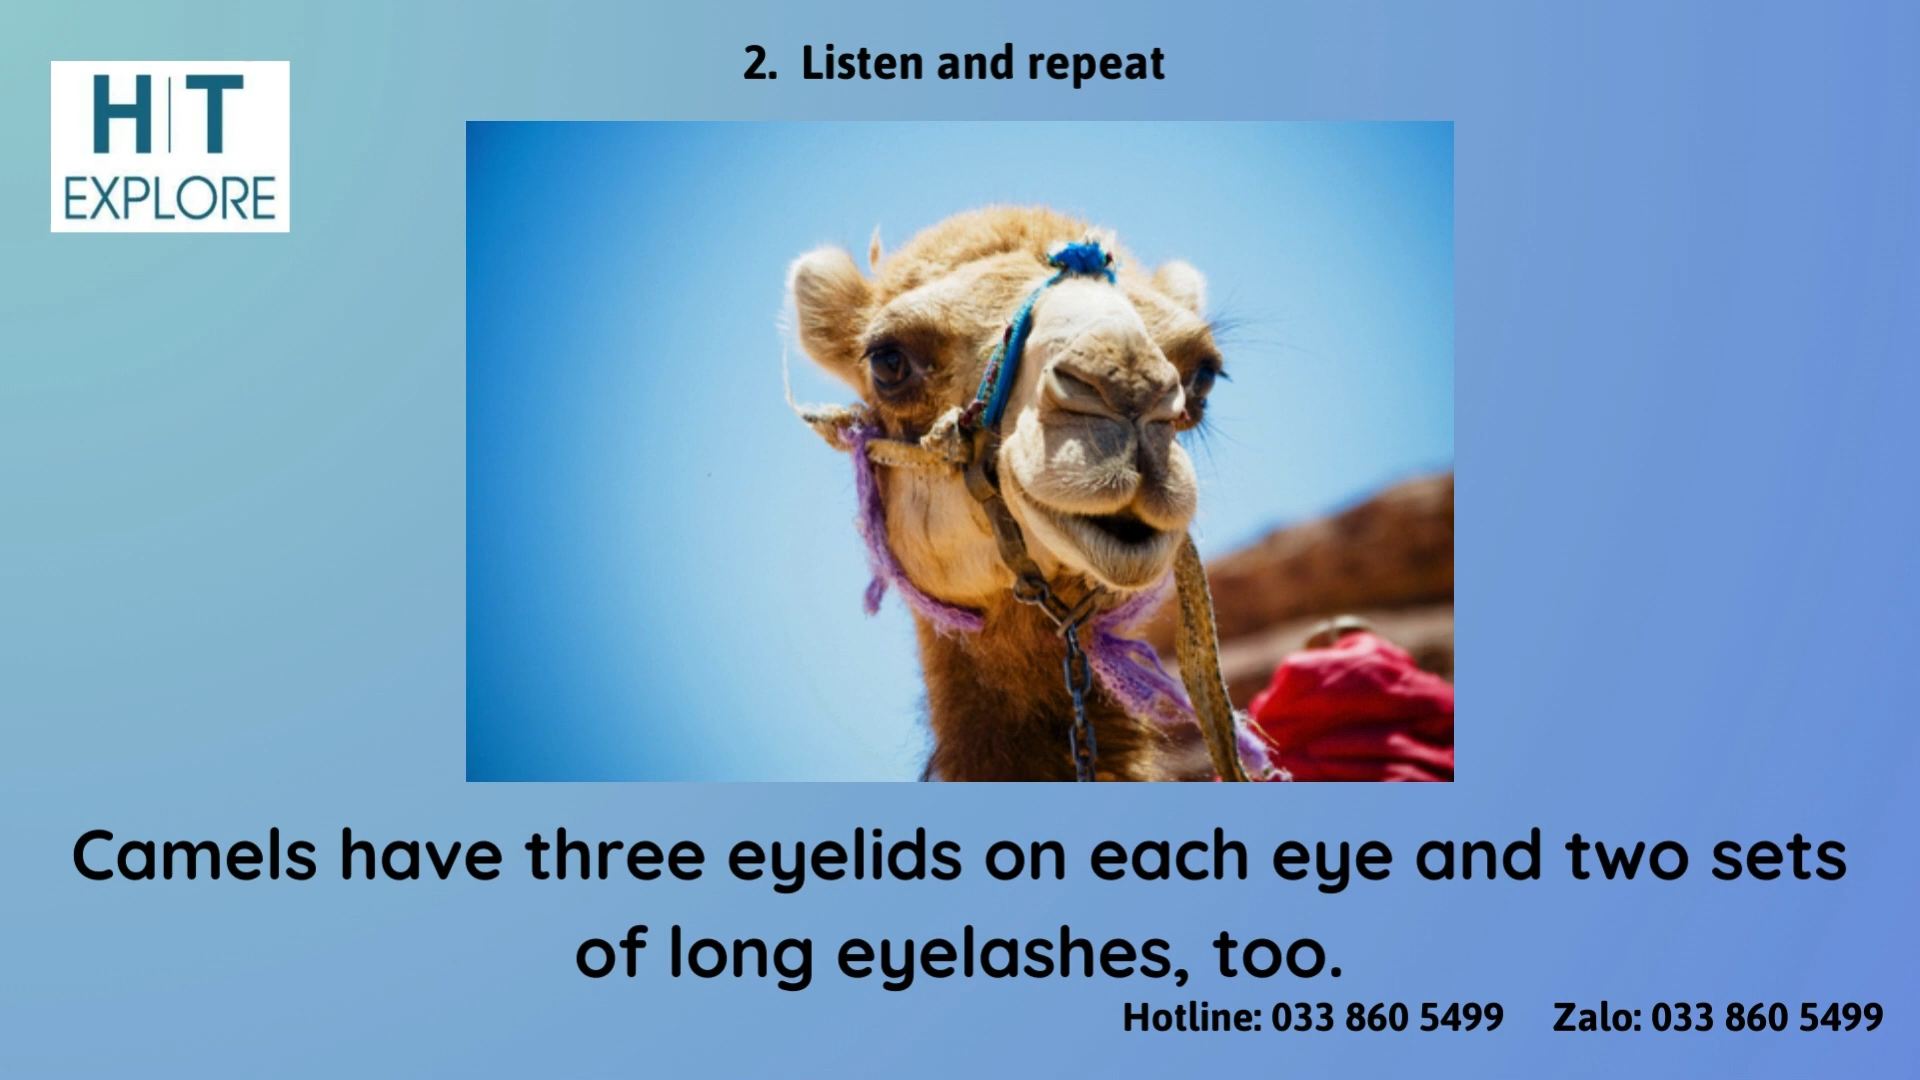 H|T
EXPLORE
2. Listen and repeat
Camels have three eyelids on each eye and two sets
of long eyelashes, too.
Hotline: 033 860 5499 Zalo: 033 860 5499